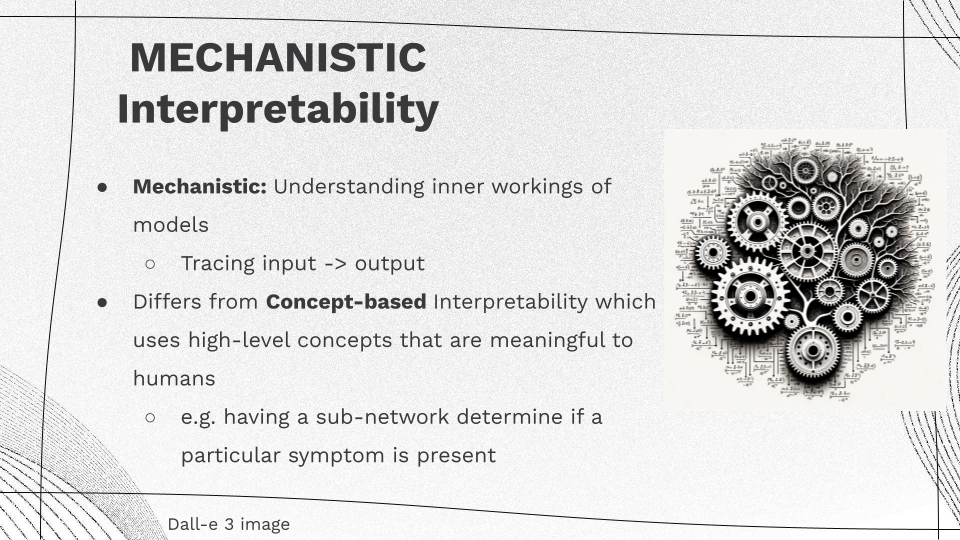 MECHANISTIC
Interpretability
● Mechanistic: Understanding inner workings of
models
○ Tracing input -> output
● Differs from Concept-based Interpretability which
uses high-level concepts that are meaningful to
humans
○ e.g. having a sub-network determine if a
particular symptom is present
Dall-e 3 image